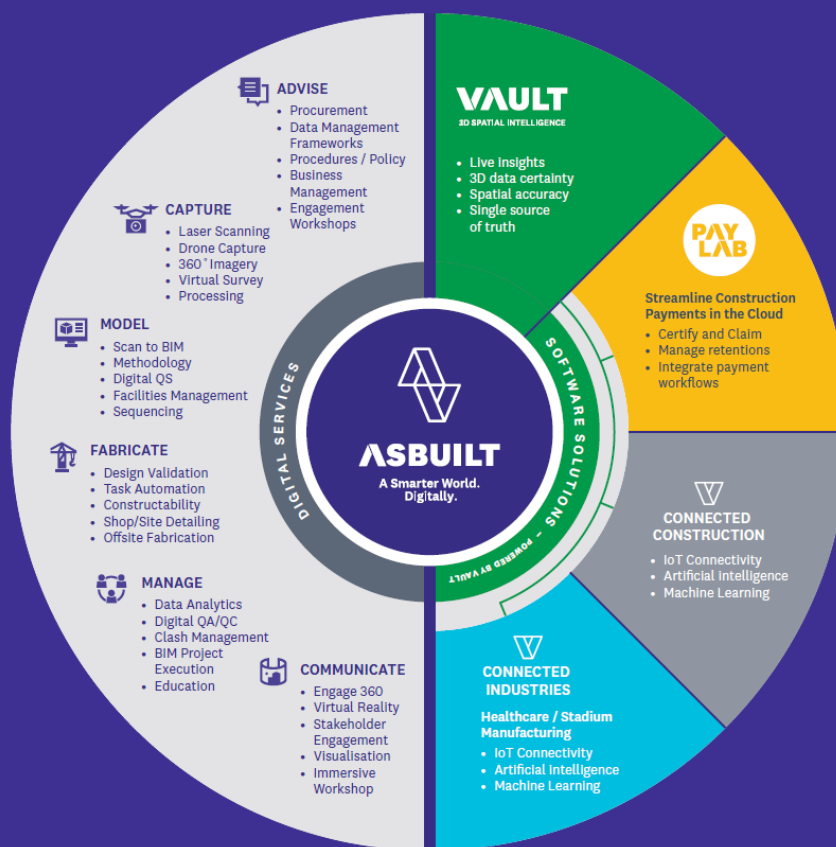 ADVISE
• Procurement
• Data Management
Frameworks
• Procedures / Policy
• Business
Management
• Engagement
Workshops
CAPTURE
• Laser Scanning
• Drone Capture
• 360° Imagery
• Virtual Survey
• Processing
MODEL
• Scan to BIM
• Methodology
• Digital QS
• Facilities Management
• Sequencing
FABRICATE
• Design Validation
• Task Automation
• Constructability
• Shop/Site Detailing
• Offsite Fabrication
MANAGE
• Data Analytics
• Digital QA/QC
• Clash Management
• BIM Project
Execution
• Education
COMMUNICATE
• Engage 360
• Virtual Reality
• Stakeholder
Engagement
• Visualisation
• Immersive
Workshop
DIGITAL SERVICES
ASBUILT
A Smarter World.
Digitally.
SOFTWARE SOLUTIONS – POWERED BY VAULT
VAULT
3D SPATIAL INTELLIGENCE
• Live Insights
• 3D data certainty
• Spatial accuracy
• Single source
of truth
PAY
LAB
Streamline Construction
Payments in the Cloud
• Certify and Claim
• Manage retentions
• Integrate payment
workflows
CONNECTED
CONSTRUCTION
• IoT Connectivity
• Artificial Intelligence
• Machine Learning
CONNECTED
INDUSTRIES
Healthcare / Stadium
Manufacturing
• IoT Connectivity
• Artificial Intelligence
• Machine Learning